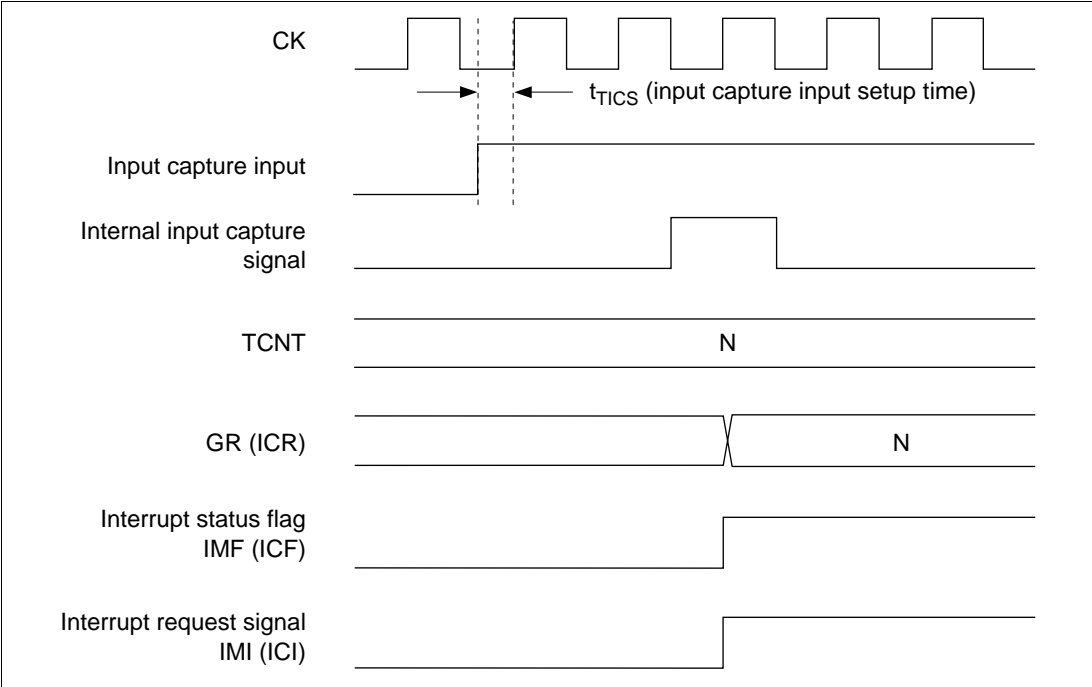 CK
tTICS (input capture input setup time)
Input capture input
Internal input capture
signal
TCNT
N
GR (ICR)
N
Interrupt status flag
IMF (ICF)
Interrupt request signal
IMI (ICI)